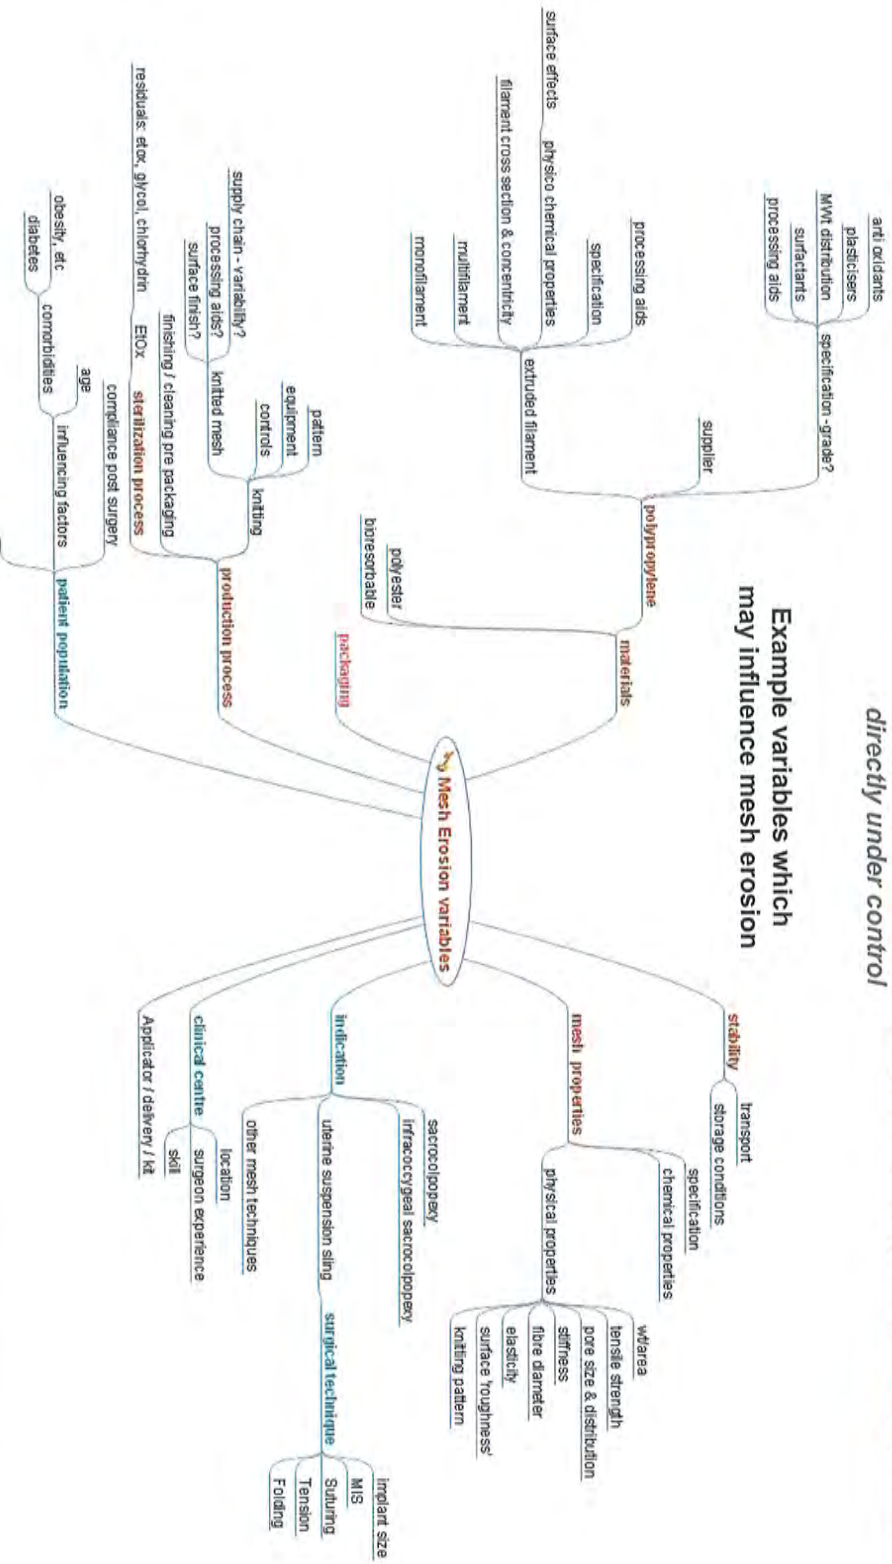 directly under control
Example variables which
may influence mesh erosion
Mesh Erosion variables
materials
polypropylene
specification -grade?
anti oxidants
plasticisers
MWt distribution
surfactants
processing aids
supplier
extruded filament
processing aids
specification
physico chemical properties
surface effects
filament cross section & concentricity
multifilament
monofilament
polyester
bioresorbable
packaging
production process
knitting
pattern
equipment
controls
knitted mesh
supply chain - variability?
processing aids?
surface finish?
finishing / cleaning pre packaging
sterilization process
EtOx
residuals: etox, glycol, chlorhydrin
patient population
compliance post surgery
influencing factors
age
comorbidities
obesity, etc
diabetes
stability
transport
storage conditions
mesh properties
specification
chemical properties
physical properties
wt/area
tensile strength
pore size & distribution
stiffness
fibre diameter
elasticity
surface 'roughness'
knitting pattern
indication
sacrocolpopexy
infracoccygeal sacrocolpopexy
uterine suspension sling
surgical technique
implant size
MIS
Suturing
Tension
Folding
other mesh techniques
clinical centre
location
surgeon experience
skill
Applicator / delivery / kit